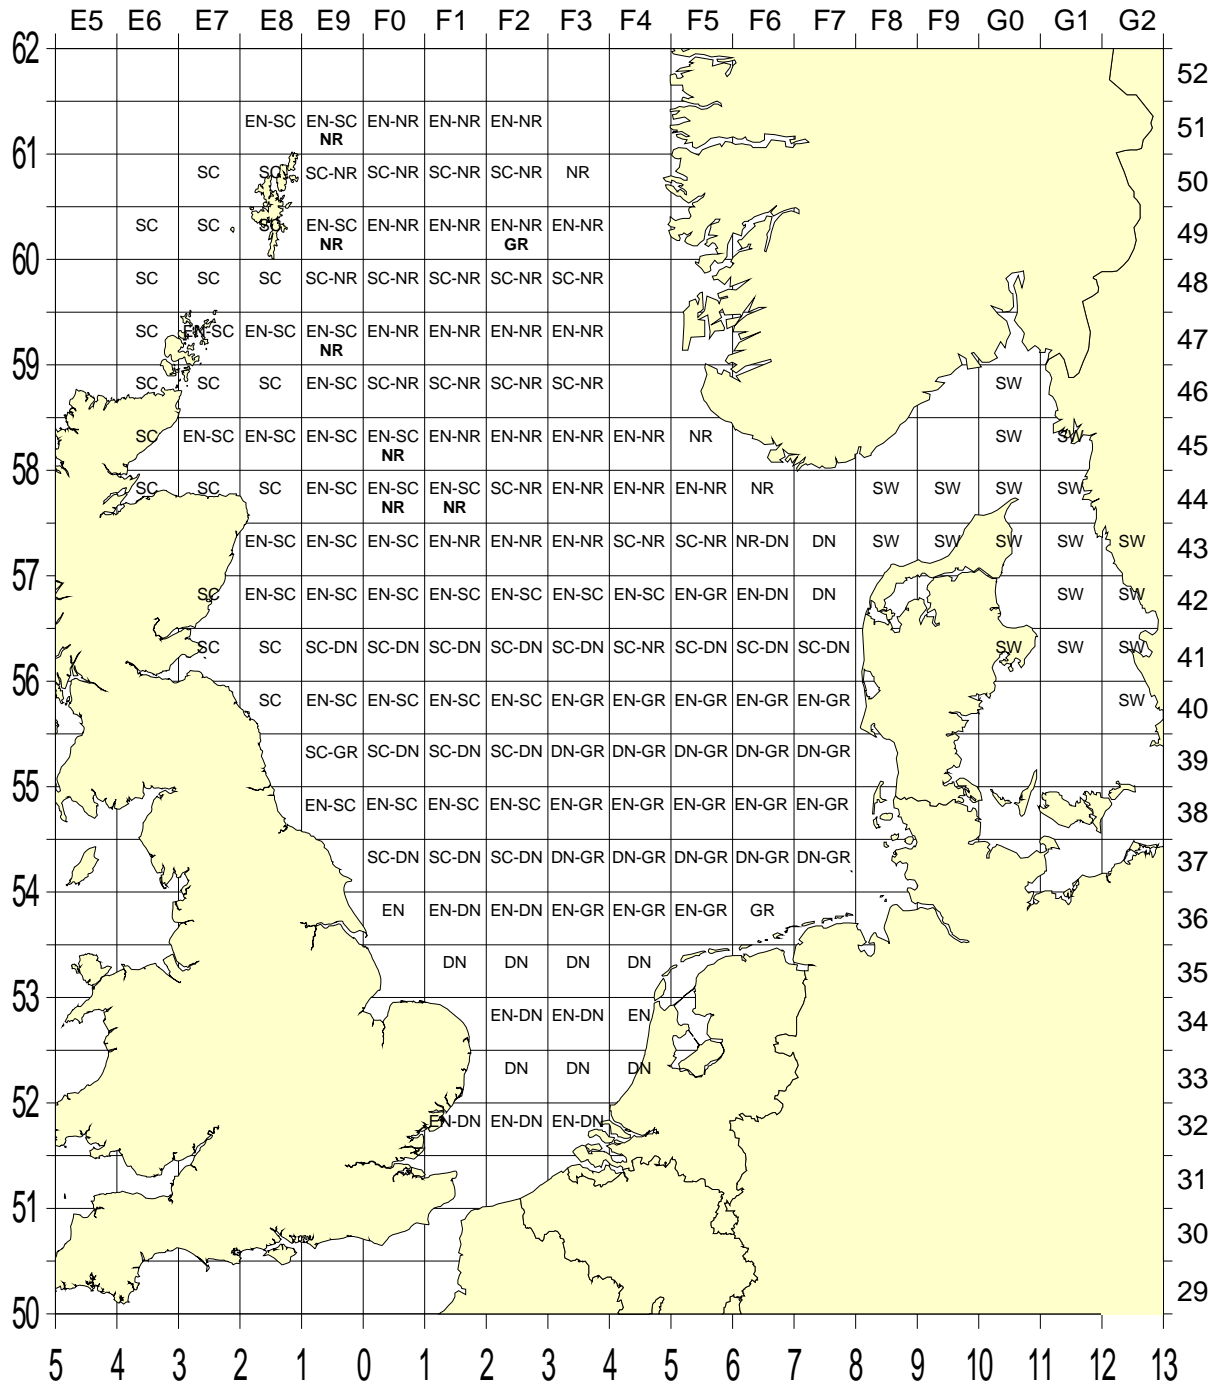 E5 E6 E7 E8 E9 F0 F1 F2 F3 F4 F5 F6 F7 F8 F9 G0 G1 G2
62
52
EN-SC EN-SC EN-NR EN-NR EN-NR 51
NR
61
SC SC SC-NR SC-NR SC-NR SC-NR NR 50
SC SC SC EN-SC EN-NR EN-NR EN-NR EN-NR 49
NR GR
60
SC SC SC SC-NR SC-NR SC-NR SC-NR SC-NR 48
SC EN-SC EN-SC EN-SC EN-NR EN-NR EN-NR EN-NR 47
NR
59
SC SC SC EN-SC SC-NR SC-NR SC-NR SC-NR SW 46
SC EN-SC EN-SC EN-SC EN-SC EN-NR EN-NR EN-NR EN-NR NR SW SW 45
NR
58
SC SC SC EN-SC EN-SC EN-SC SC-NR EN-NR EN-NR EN-NR NR SW SW SW SW 44
NR NR
EN-SC EN-SC EN-SC EN-NR EN-NR EN-NR SC-NR SC-NR NR-DN DN SW SW SW SW SW 43
57
SC EN-SC EN-SC EN-SC EN-SC EN-SC EN-SC EN-SC EN-GR EN-DN DN SW SW 42
SC SC SC-DN SC-DN SC-DN SC-DN SC-DN SC-NR SC-DN SC-DN SC-DN SW SW SW 41
56
SC EN-SC EN-SC EN-SC EN-SC EN-GR EN-GR EN-GR EN-GR EN-GR SW 40
SC-GR SC-DN SC-DN SC-DN DN-GR DN-GR DN-GR DN-GR DN-GR 39
55
EN-SC EN-SC EN-SC EN-SC EN-GR EN-GR EN-GR EN-GR EN-GR 38
SC-DN SC-DN SC-DN DN-GR DN-GR DN-GR DN-GR DN-GR 37
54
EN EN-DN EN-DN EN-GR EN-GR EN-GR GR 36
DN DN DN DN 35
53
EN-DN EN-DN EN 34
DN DN DN 33
52
EN-DN EN-DN EN-DN 32
31
51
30
29
50
5 4 3 2 1 0 1 2 3 4 5 6 7 8 9 10 11 12 13